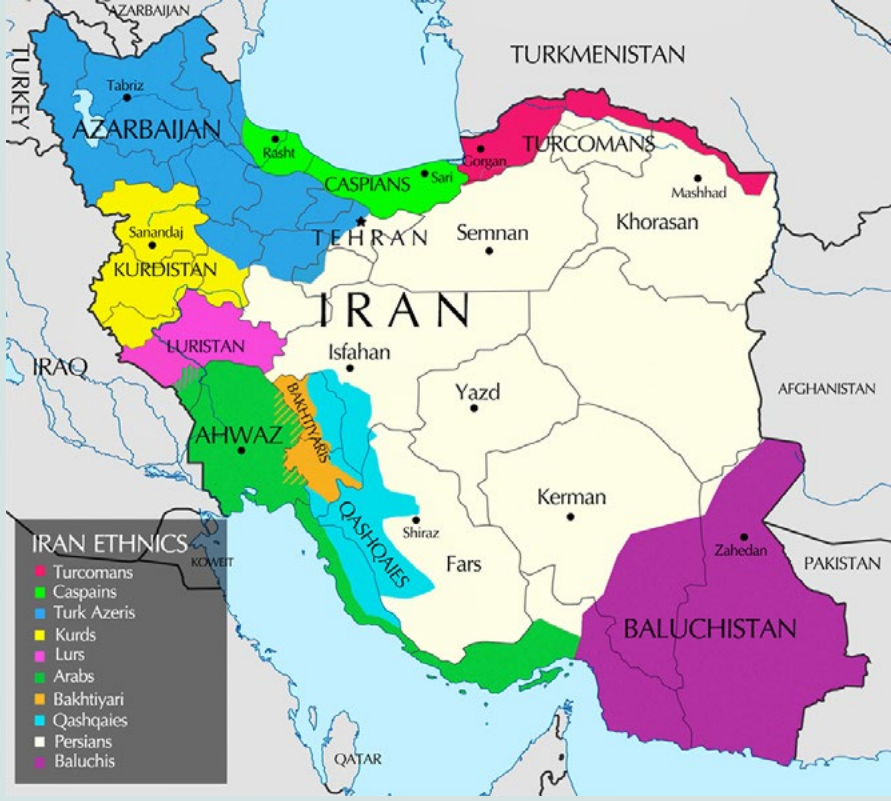 AZARBAIJAN
TURKMENISTAN
TURKEY
Tabriz
AZARBAIJAN
Rasht
CASPIANS
Sari
Gorgan
TURCOMANS
Mashhad
Khorasan
Sanandaj
KURDISTAN
TEHRAN
Semnan
IRAN
LURISTAN
Isfahan
IRAQ
Yazd
AFGHANISTAN
BAKHTIYARIS
AHWAZ
Kerman
QASHQAIES
Shiraz
Fars
Zahedan
PAKISTAN
BALUCHISTAN
KOWEIT
QATAR
IRAN ETHNICS
Turcomans
Caspains
Turk Azeris
Kurds
Lurs
Arabs
Bakhtiyari
Qashqaies
Persians
Baluchis